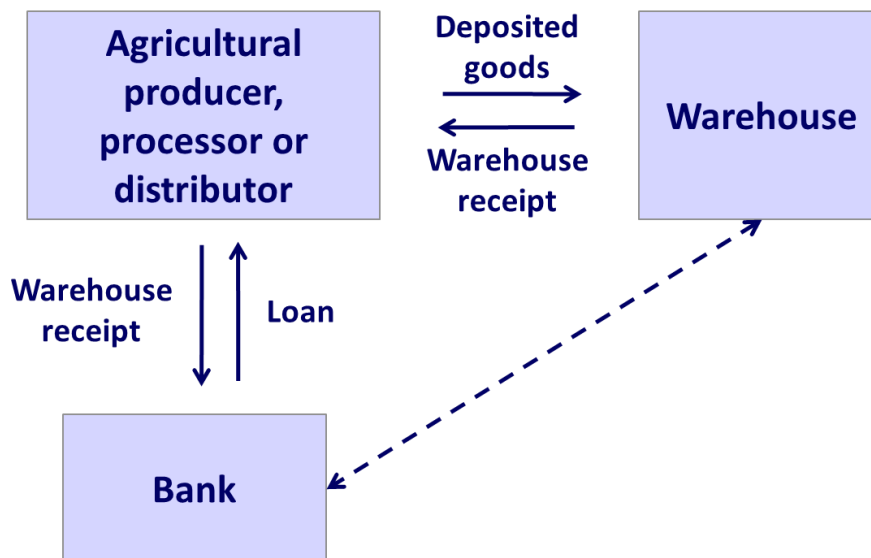 Agricultural
producer,
processor or
distributor
Deposited
goods
Warehouse
receipt
Warehouse
Warehouse
receipt
Loan
Bank